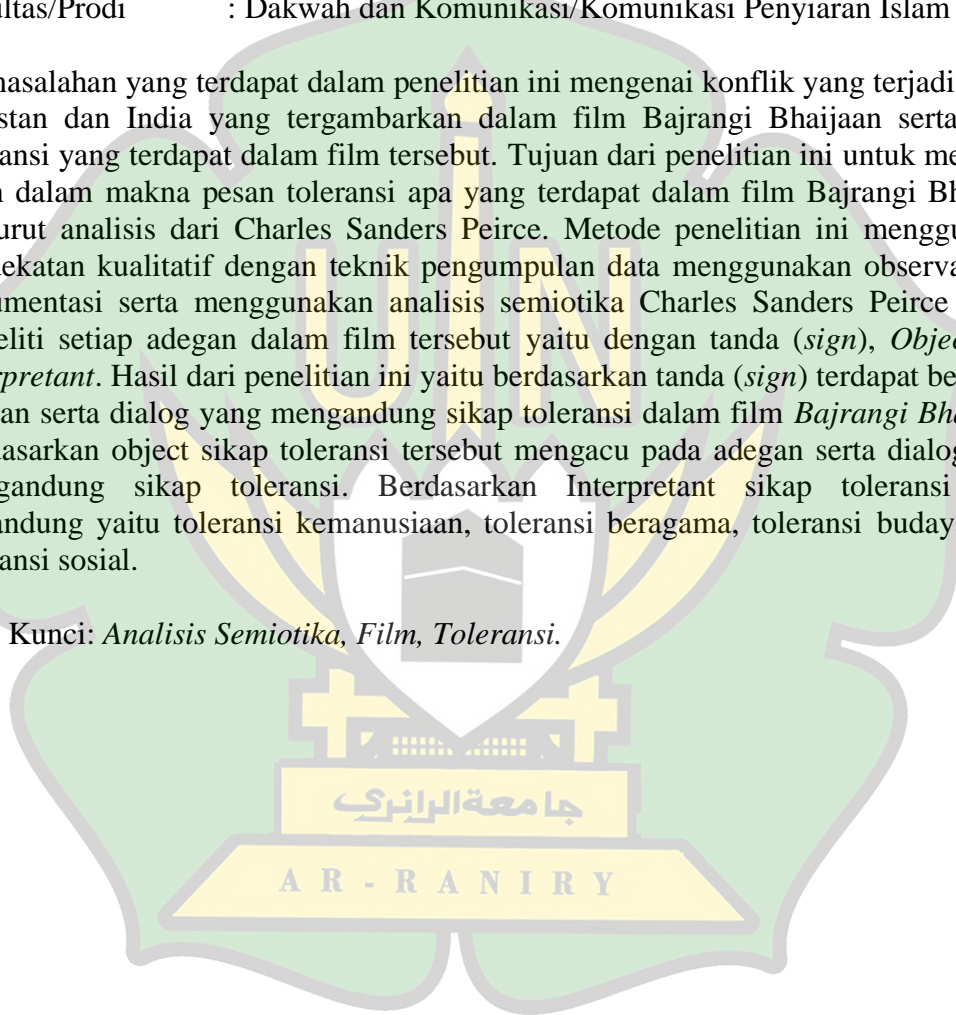 ultas/Prodi : Dakwah dan Komunikasi/Komunikasi Penyiaran Islam
masalahan yang terdapat dalam penelitian ini mengenai konflik yang terjadi
stan dan India yang tergambarkan dalam film Bajrangi Bhaijaan serta
ansi yang terdapat dalam film tersebut. Tujuan dari penelitian ini untuk me
n dalam makna pesan toleransi apa yang terdapat dalam film Bajrangi Bh
urut analisis dari Charles Sanders Peirce. Metode penelitian ini menggu
ekatan kualitatif dengan teknik pengumpulan data menggunakan observa
umentasi serta menggunakan analisis semiotika Charles Sanders Peirce
eliti setiap adegan dalam film tersebut yaitu dengan tanda (sign), Objec
rpretant. Hasil dari penelitian ini yaitu berdasarkan tanda (sign) terdapat be
an serta dialog yang mengandung sikap toleransi dalam film Bajrangi Bha
dasarkan object sikap toleransi tersebut mengacu pada adegan serta dialog
gandung sikap toleransi. Berdasarkan Interpretant sikap toleransi
andung yaitu toleransi kemanusiaan, toleransi beragama, toleransi buday
ansi sosial.
Kunci: Analisis Semiotika, Film, Toleransi.
UIN
جامعةالرانري
AR-RANIRY